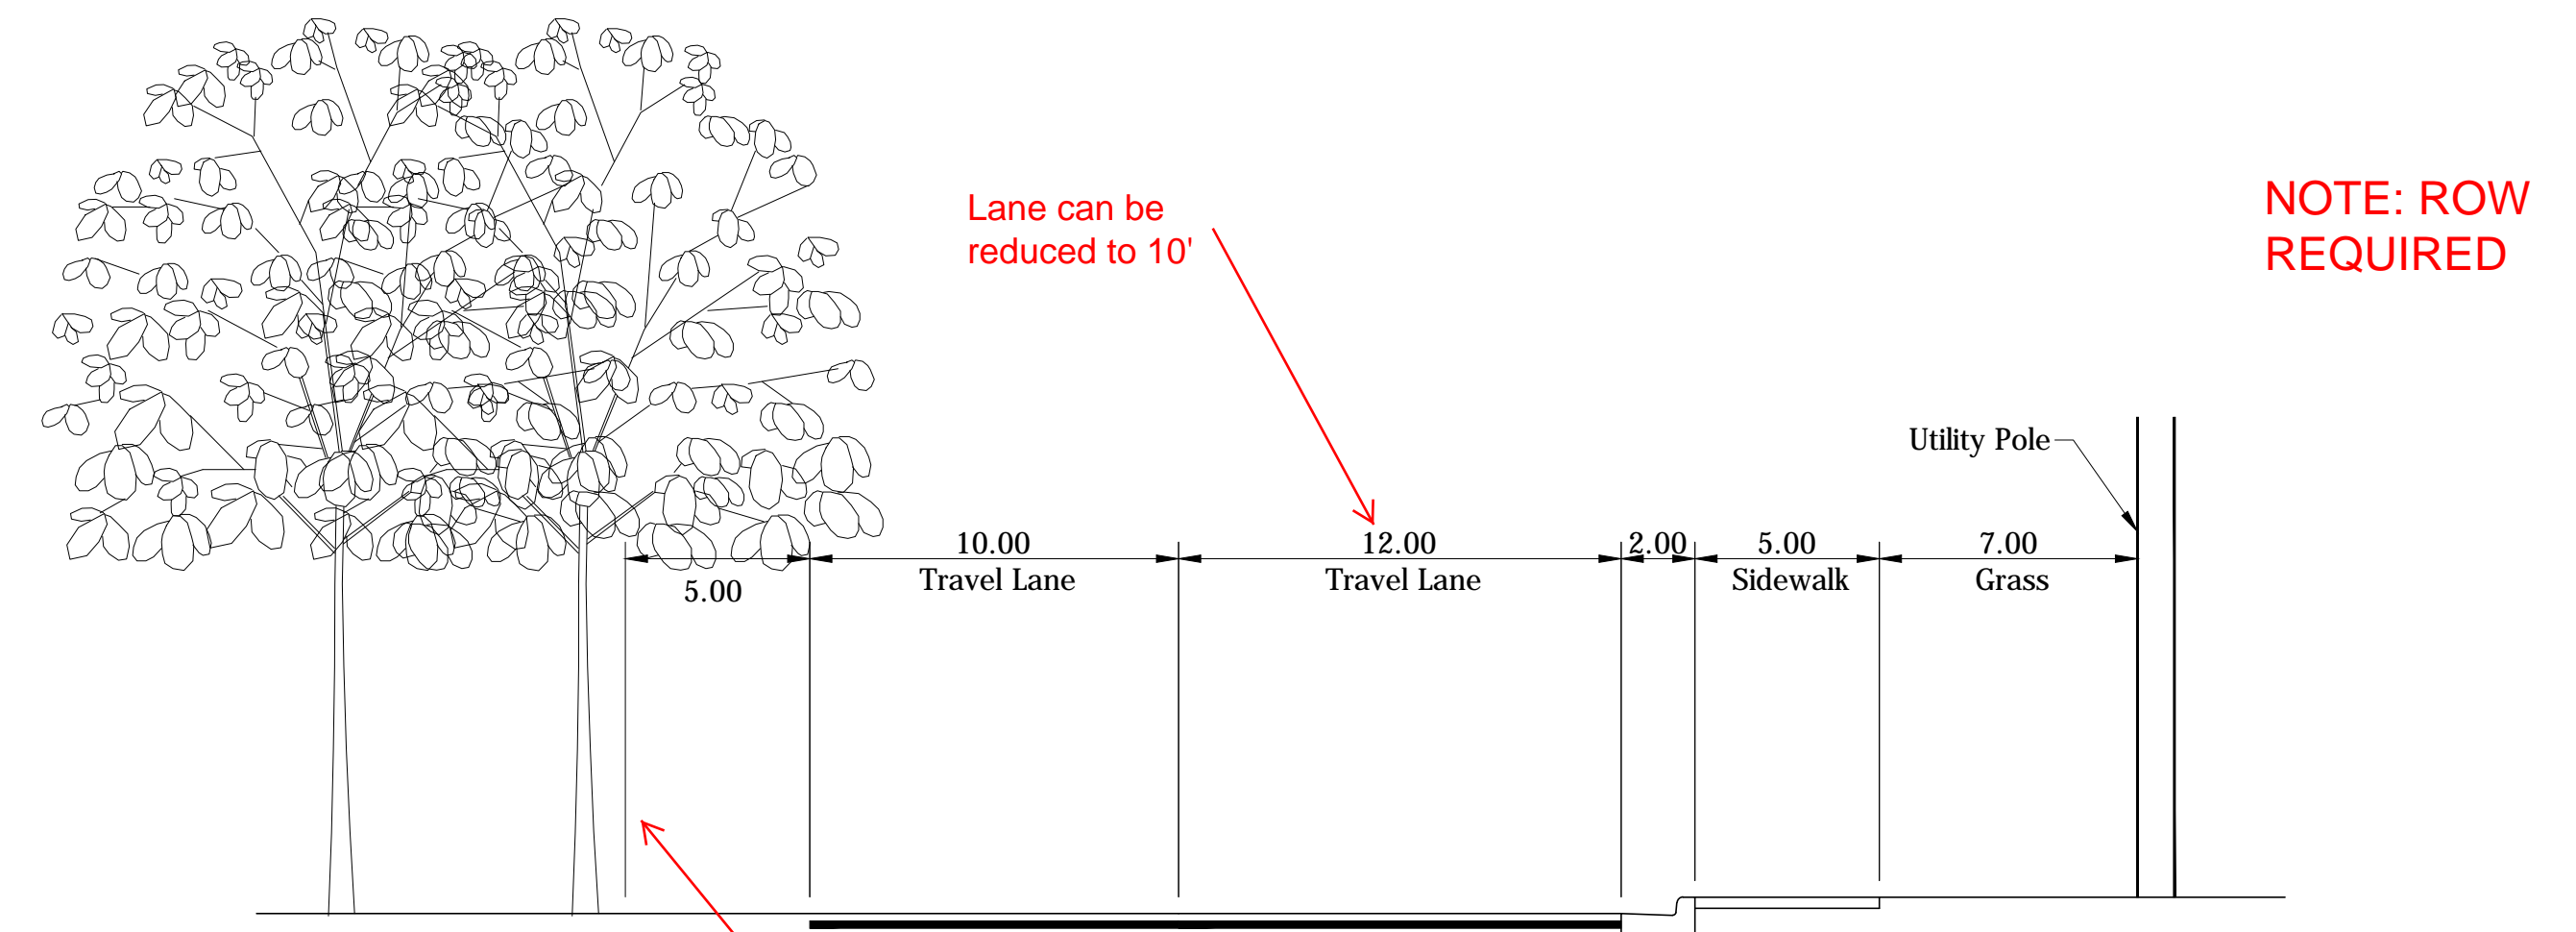 Lane can be
reduced to 10'
NOTE: ROW
REQUIRED
Utility Pole
10.00
12.00
2.00
5.00
7.00
Travel Lane
Travel Lane
Sidewalk
Grass
5.00